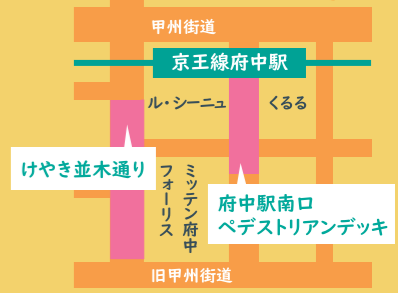 甲州街道
京王線府中駅
ル・シーニュ
くるる
けやき並木通り
ミッテン府中
フォーリス
府中駅南口
ペデストリアンデッキ
旧甲州街道